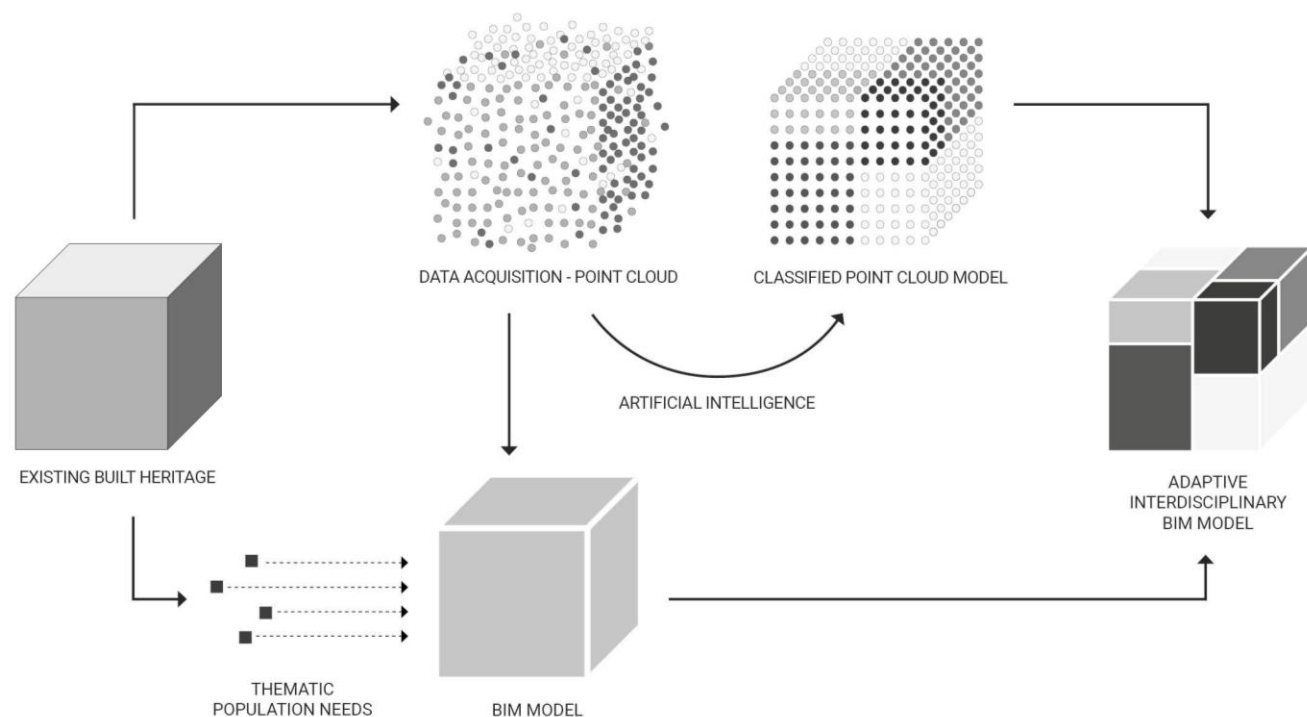 DATA ACQUISITION - POINT CLOUD
CLASSIFIED POINT CLOUD MODEL
ARTIFICIAL INTELLIGENCE
EXISTING BUILT HERITAGE
ADAPTIVE
INTERDISCIPLINARY
BIM MODEL
THEMATIC
POPULATION NEEDS
BIM MODEL